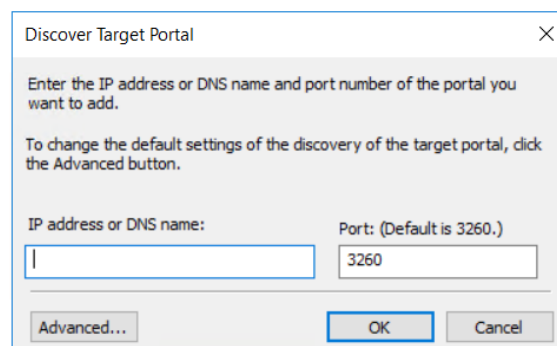 Discover Target Portal
Enter the IP address or DNS name and port number of the portal you
want to add.
To change the default settings of the discovery of the target portal, click
the Advanced button.
IP address or DNS name:
Port: (Default is 3260.)
3260
Advanced...
OK
Cancel